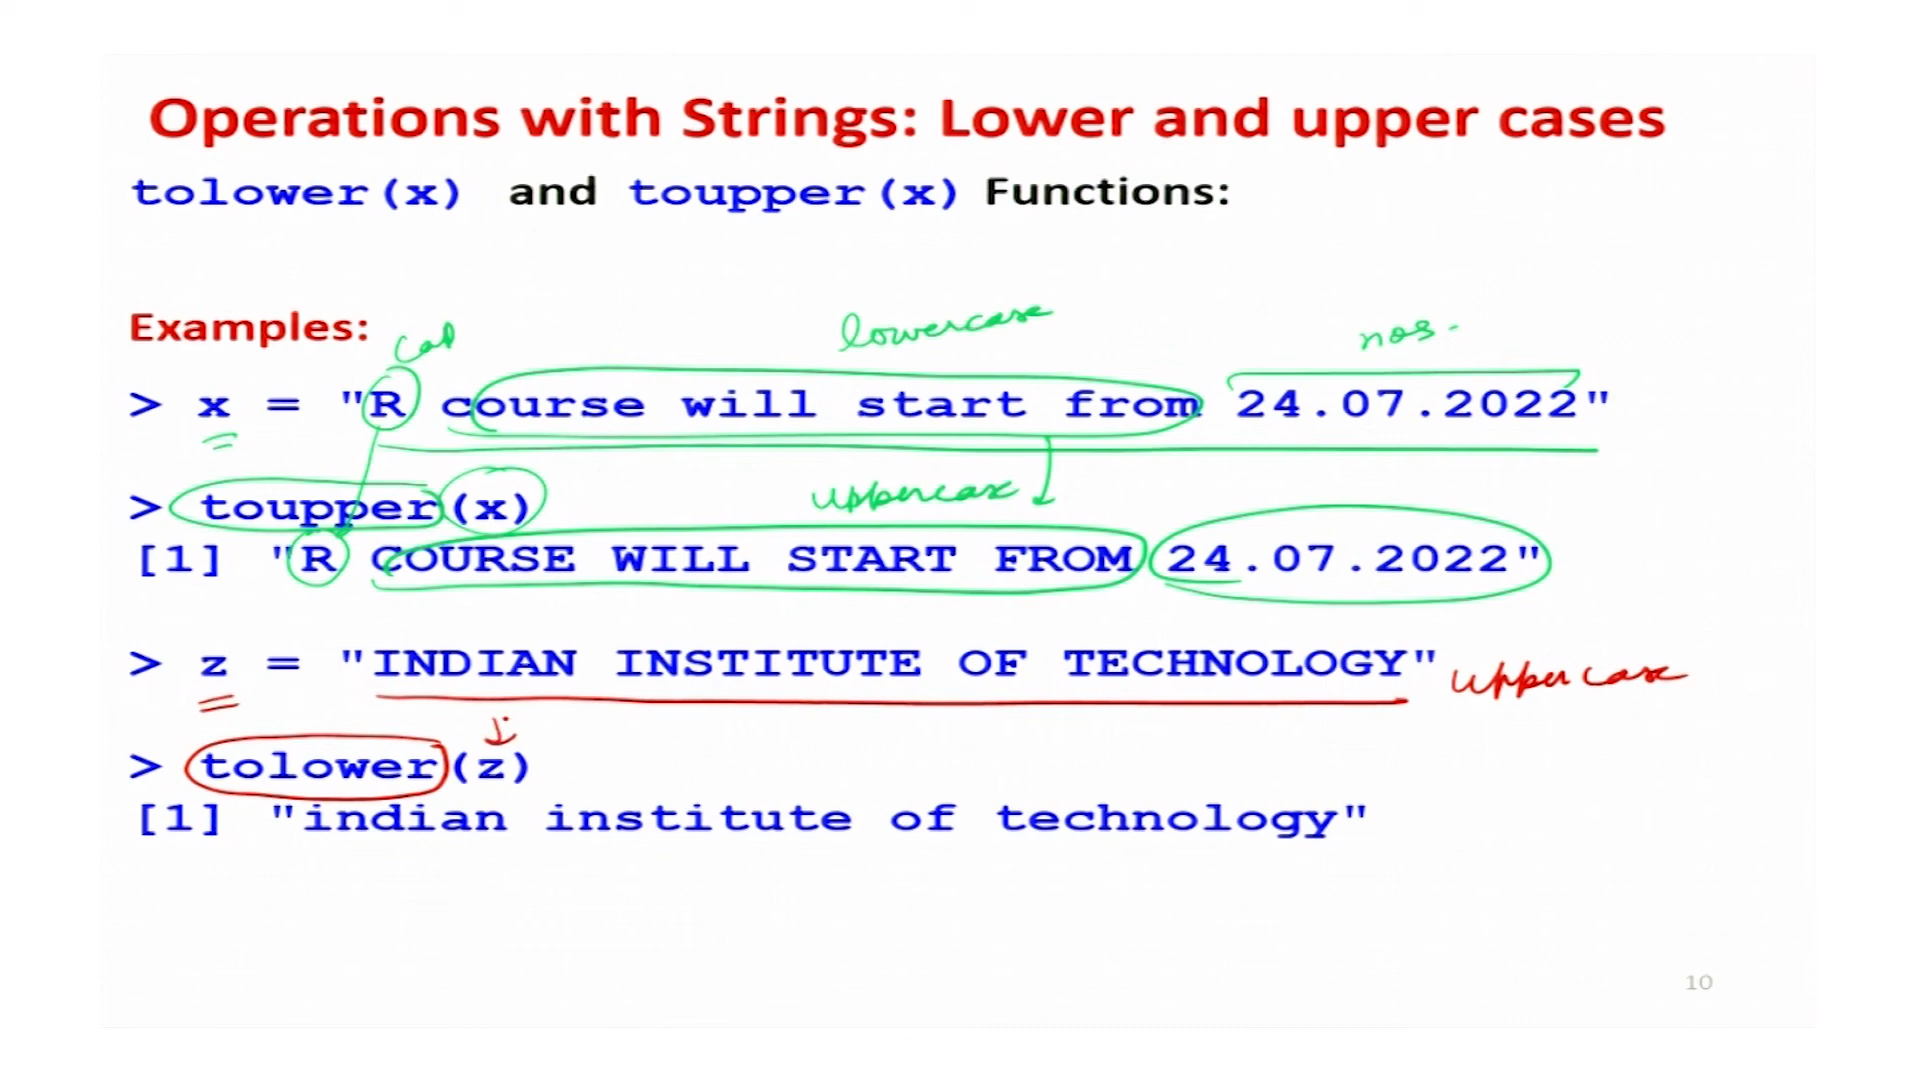 Operations with Strings: Lower and upper cases
tolower(x) and toupper(x) Functions:
Examples:
cap
lowercase
nos.
> x = "R course will start from 24.07.2022"
> toupper(x)
uppercase
[1] "R COURSE WILL START FROM 24.07.2022"
> z = "INDIAN INSTITUTE OF TECHNOLOGY"
uppercase
> tolower(z)
[1] "indian institute of technology"
10